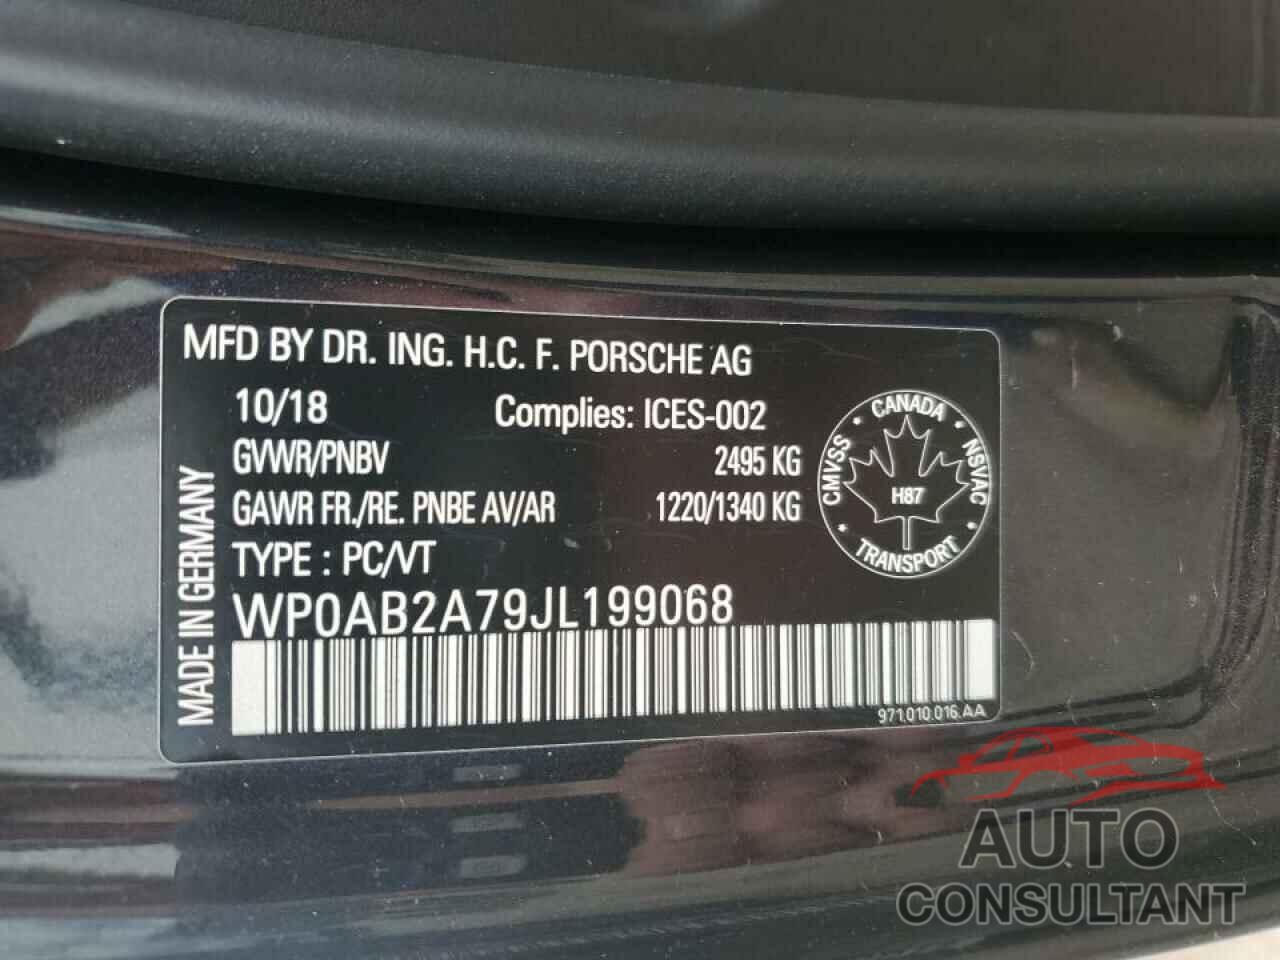 MFD BY DR. ING. H.C. F. PORSCHE AG
10/18 Complies: ICES-002
GVWR/PNBV 2495 KG
GAWR FR./RE. PNBE AV/AR 1220/1340 KG
TYPE : PC/VT
WP0AB2A79JL199068
MADE IN GERMANY
CANADA
CMVSS
NSVAC
H87
TRANSPORT
971.010.016.AA
AUTO
CONSULTANT